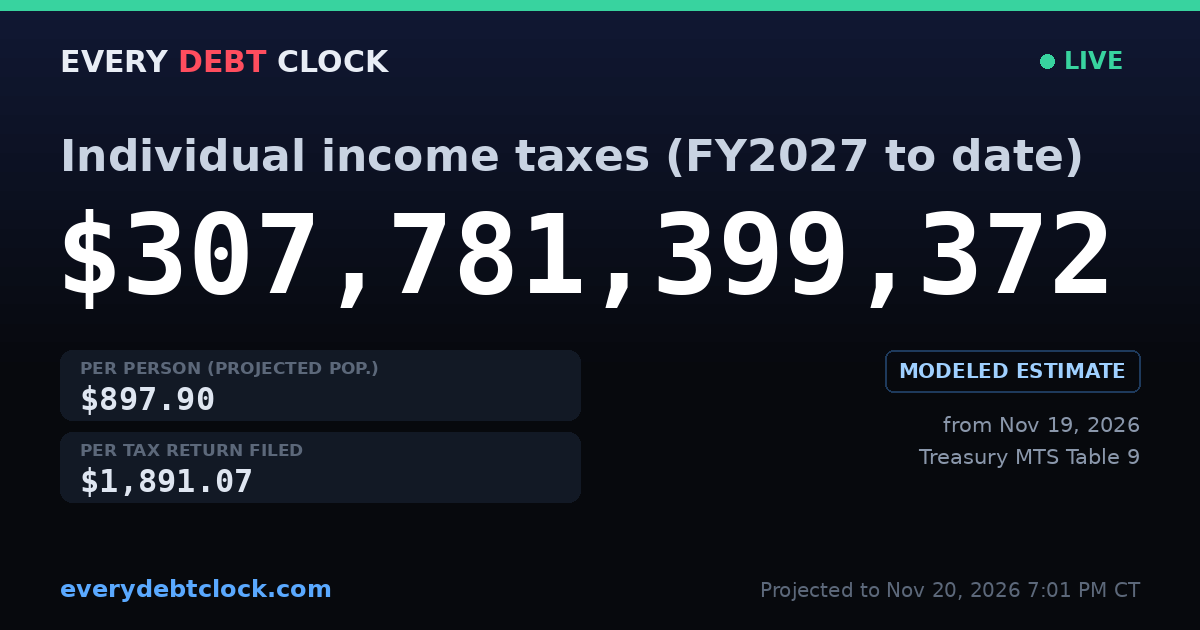 EVERY DEBT CLOCK
LIVE
Individual income taxes (FY2027 to date)
$307,781,399,372
PER PERSON (PROJECTED POP.)
$897.90
PER TAX RETURN FILED
$1,891.07
MODELED ESTIMATE
from Nov 19, 2026
Treasury MTS Table 9
everydebtclock.com
Projected to Nov 20, 2026 7:01 PM CT